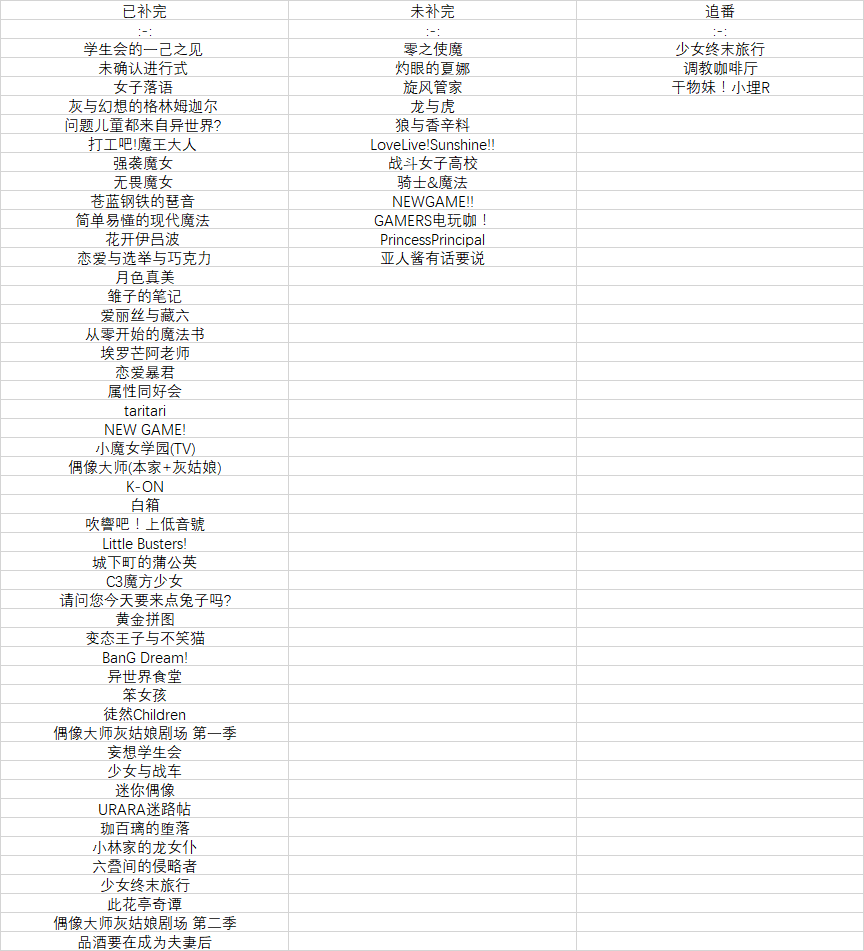 已补完 未补完 追番
:-: :-: :-:
学生会的一己之见 零之使魔 少女终末旅行
未确认进行式 灼眼的夏娜 调教咖啡厅
女子落语 旋风管家 干物妹！小埋R
灰与幻想的格林姆迦尔 龙与虎
问题儿童都来自异世界? 狼与香辛料
打工吧!魔王大人 LoveLive!Sunshine!!
强袭魔女 战斗女子高校
无畏魔女 骑士&魔法
苍蓝钢铁的琶音 NEWGAME!!
简单易懂的现代魔法 GAMERS电玩咖！
花开伊吕波 PrincessPrincipal
恋爱与选举与巧克力 亚人酱有话要说
月色真美
雏子的笔记
爱丽丝与藏六
从零开始的魔法书
埃罗芒阿老师
恋爱暴君
属性同好会
taritari
NEW GAME!
小魔女学园(TV)
偶像大师(本家+灰姑娘)
K-ON
白箱
吹響吧！上低音號
Little Busters!
城下町的蒲公英
C3魔方少女
请问您今天要来点兔子吗?
黄金拼图
变态王子与不笑猫
BanG Dream!
异世界食堂
笨女孩
徒然Children
偶像大师灰姑娘剧场 第一季
妄想学生会
少女与战车
迷你偶像
URARA迷路帖
珈百璃的堕落
小林家的龙女仆
六叠间的侵略者
少女终末旅行
此花亭奇谭
偶像大师灰姑娘剧场 第二季
品酒要在成为夫妻后